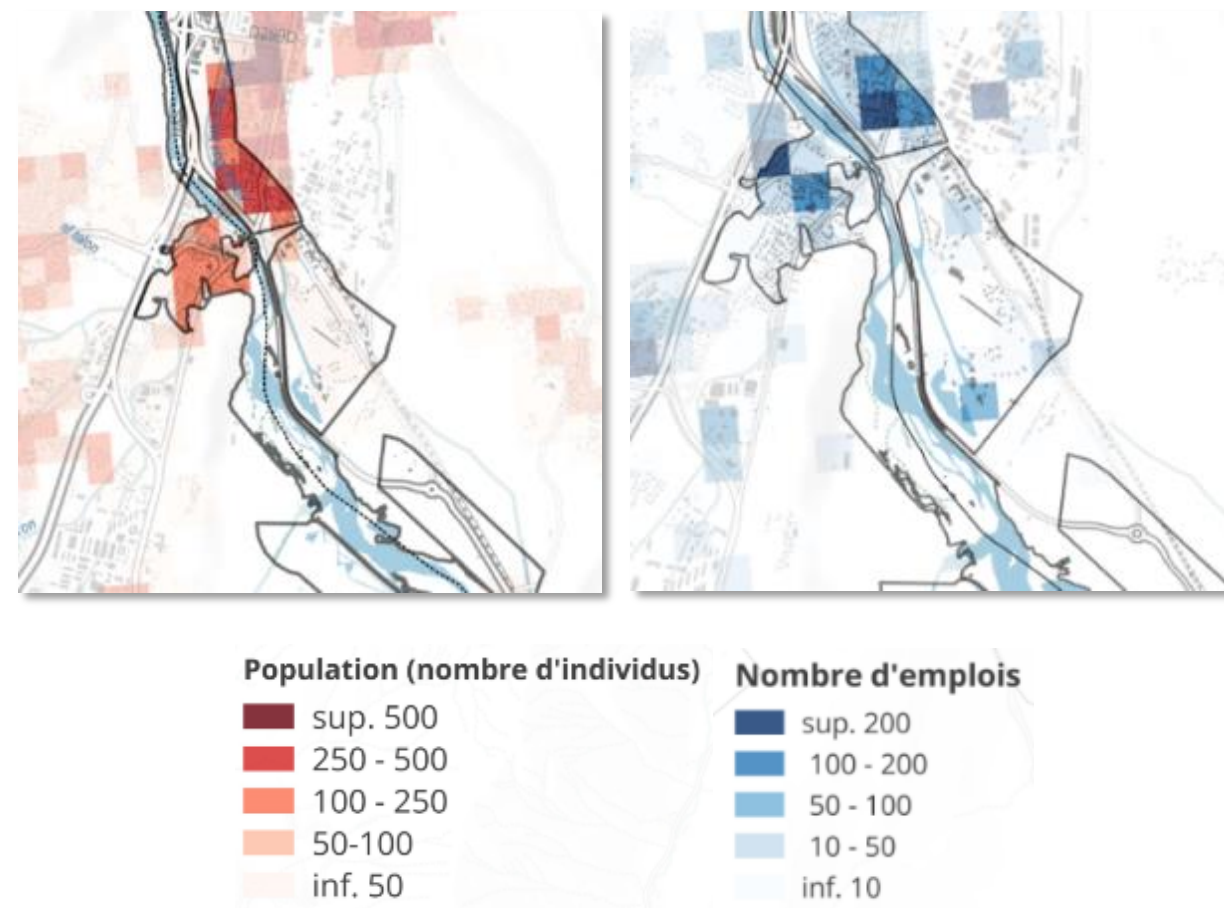 Population (nombre d'individus)
sup. 500
250 - 500
100 - 250
50-100
inf. 50
Nombre d'emplois
sup. 200
100 - 200
50 - 100
10 - 50
inf. 10